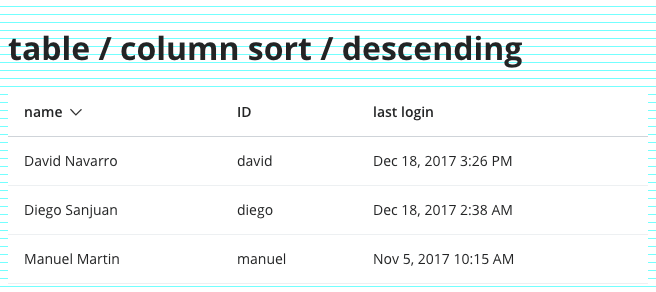 table / column sort / descending
name ID last login
David Navarro david Dec 18, 2017 3:26 PM
Diego Sanjuan diego Dec 18, 2017 2:38 AM
Manuel Martin manuel Nov 5, 2017 10:15 AM